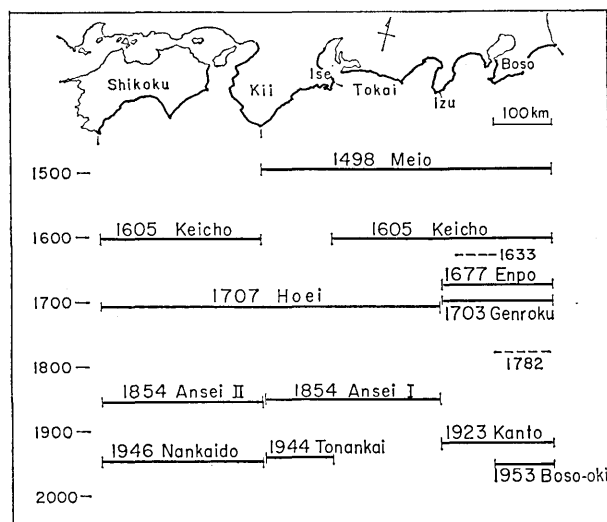 Shikoku
Kii
Ise
Tokai
Izu
Boso
100km
1500
1498 Meio
1605 Keicho
1605 Keicho
1600
1633
1677 Enpo
1707 Hoei
1700
1703 Genroku
1782
1800
1854 Ansei II
1854 Ansei I
1900
1923 Kanto
1946 Nankaido
1944 Tonankai
1953 Boso-oki
2000